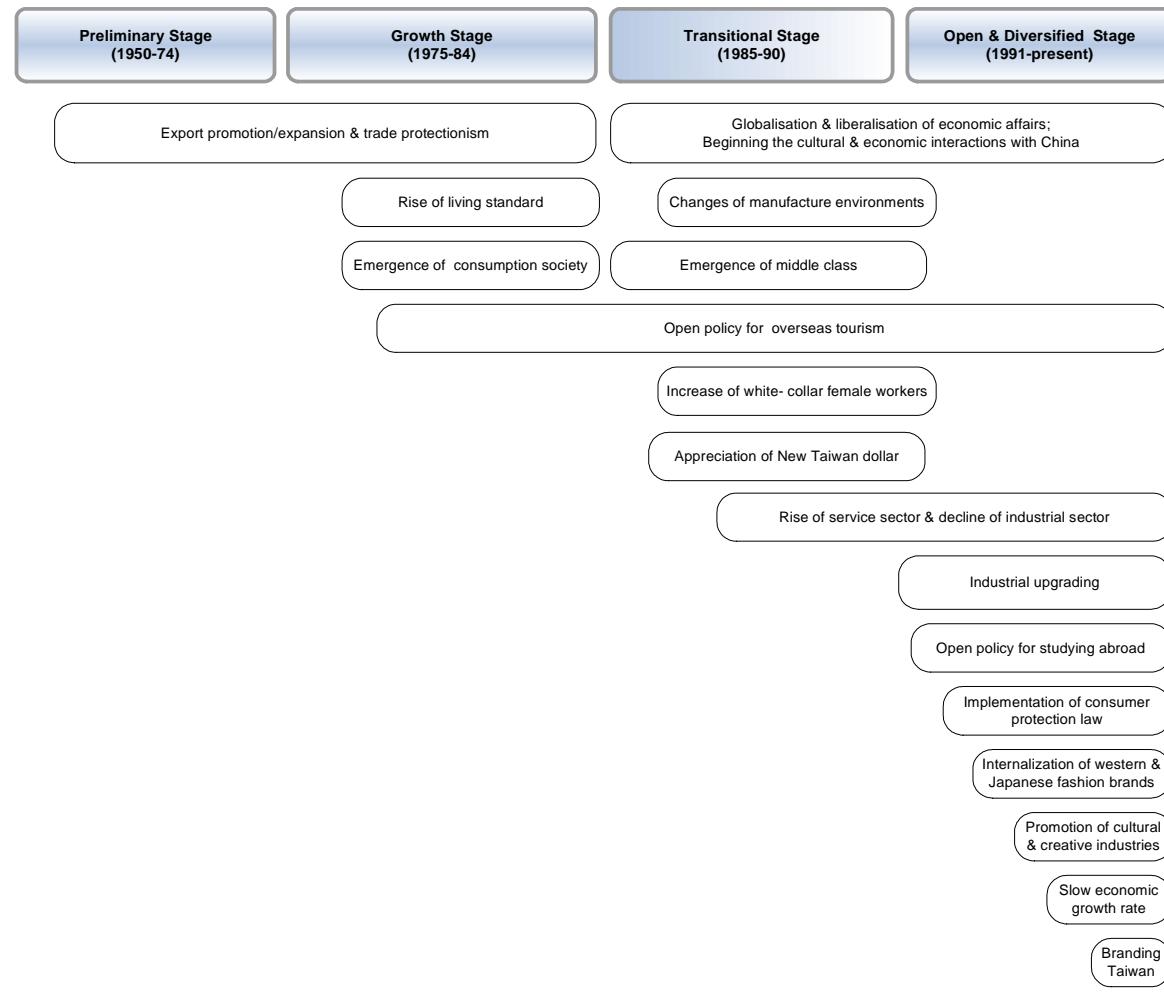 Preliminary Stage
(1950-74)
Growth Stage
(1975-84)
Transitional Stage
(1985-90)
Open & Diversified Stage
(1991-present)
Export promotion/expansion & trade protectionism
Globalisation & liberalisation of economic affairs;
Beginning the cultural & economic interactions with China
Rise of living standard
Changes of manufacture environments
Emergence of consumption society
Emergence of middle class
Open policy for overseas tourism
Increase of white- collar female workers
Appreciation of New Taiwan dollar
Rise of service sector & decline of industrial sector
Industrial upgrading
Open policy for studying abroad
Implementation of consumer
protection law
Internalization of western &
Japanese fashion brands
Promotion of cultural
& creative industries
Slow economic
growth rate
Branding
Taiwan